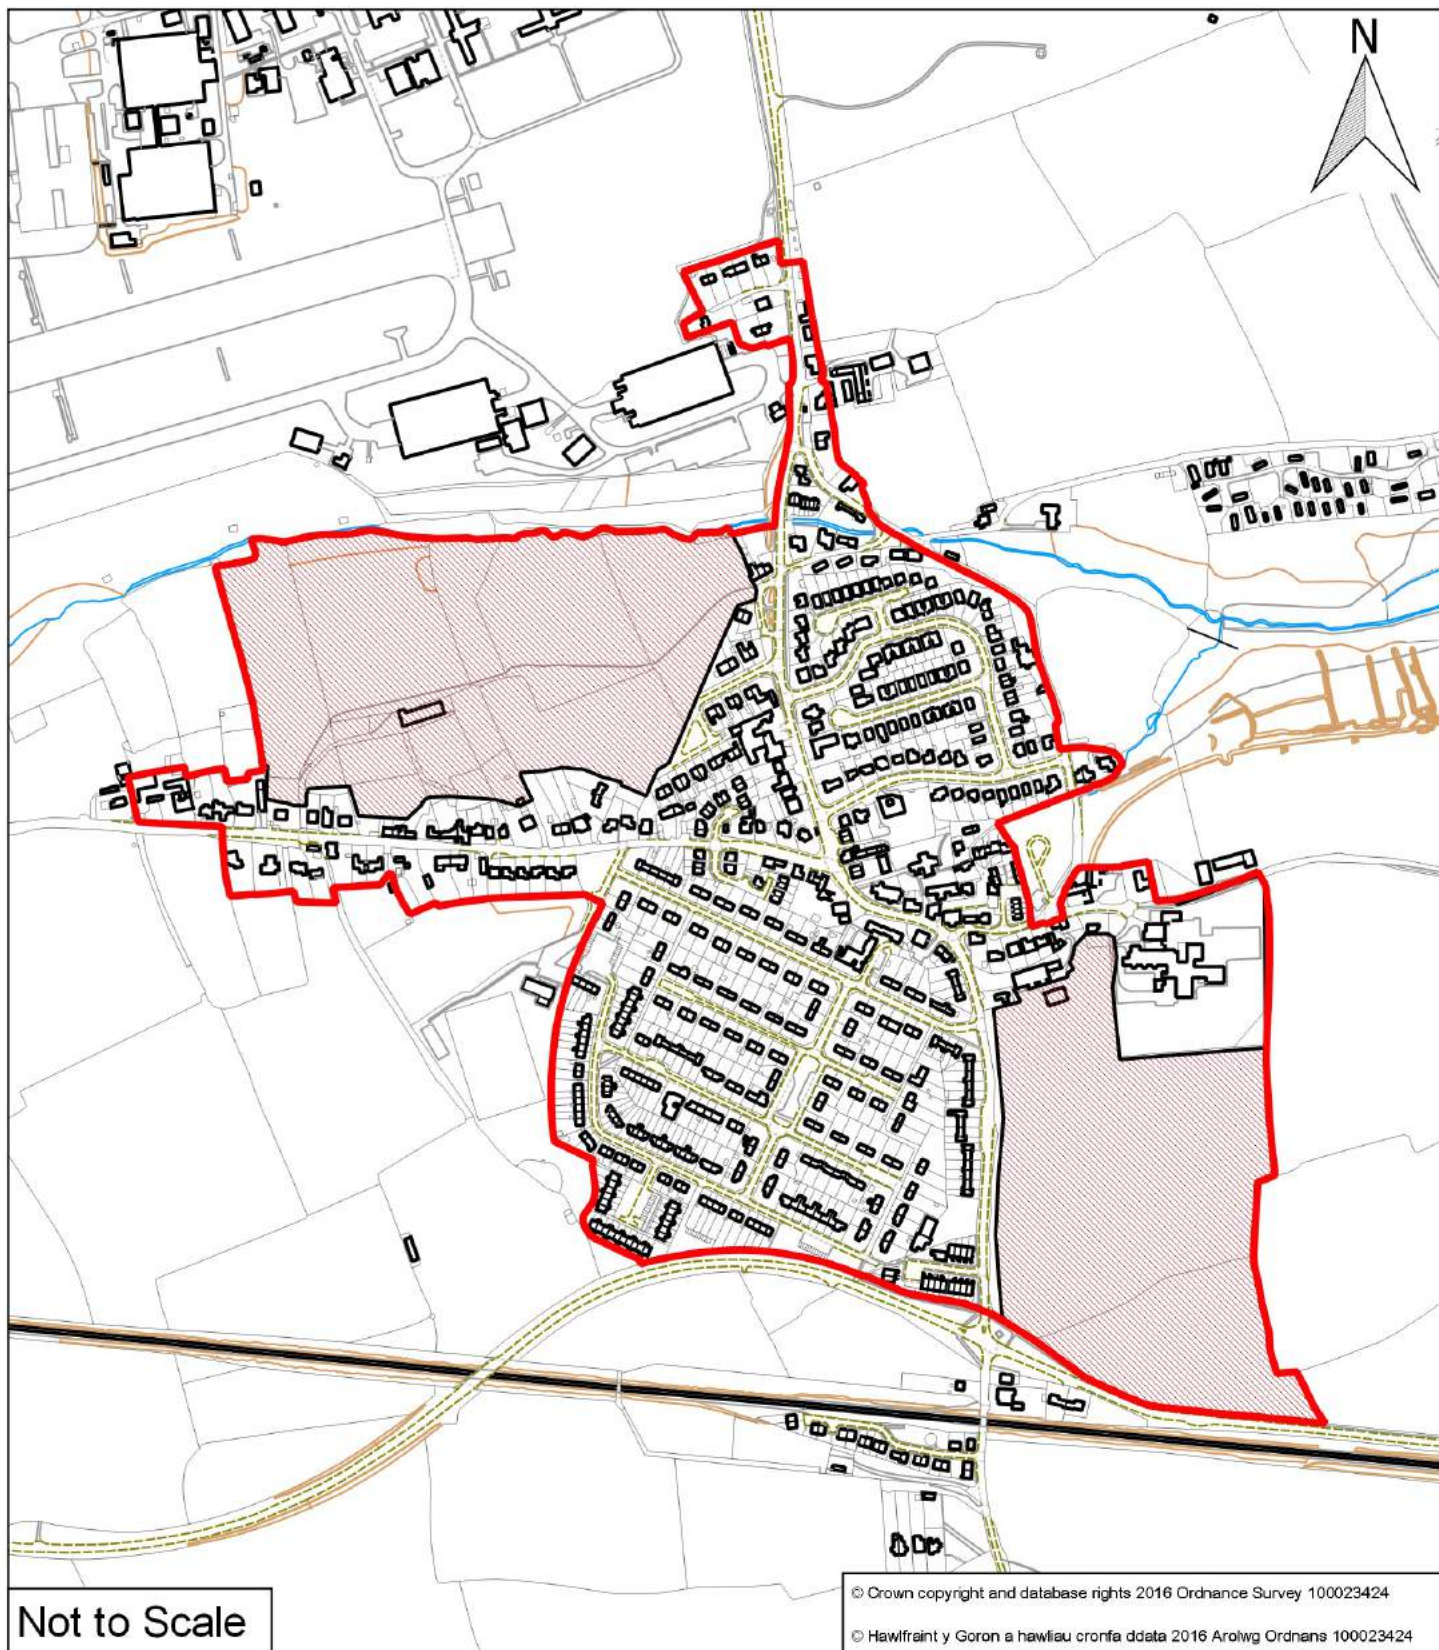 N
Not to Scale
© Crown copyright and database rights 2016 Ordnance Survey 100023424
© Hawlfraint y Goron a hawliau cronfa ddata 2016 Arolwg Ordnans 100023424